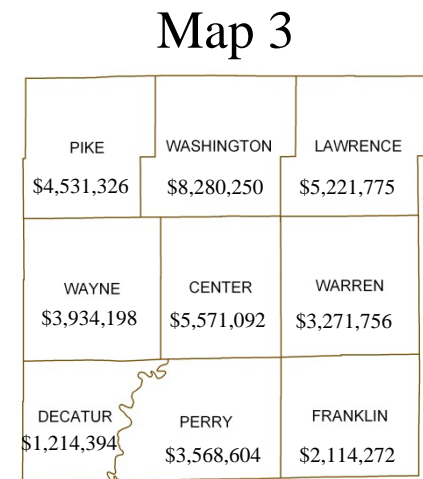 Map 3
PIKE WASHINGTON LAWRENCE
$4,531,326 $8,280,250 $5,221,775
WAYNE CENTER WARREN
$3,934,198 $5,571,092 $3,271,756
DECATUR PERRY FRANKLIN
$1,214,394 $3,568,604 $2,114,272